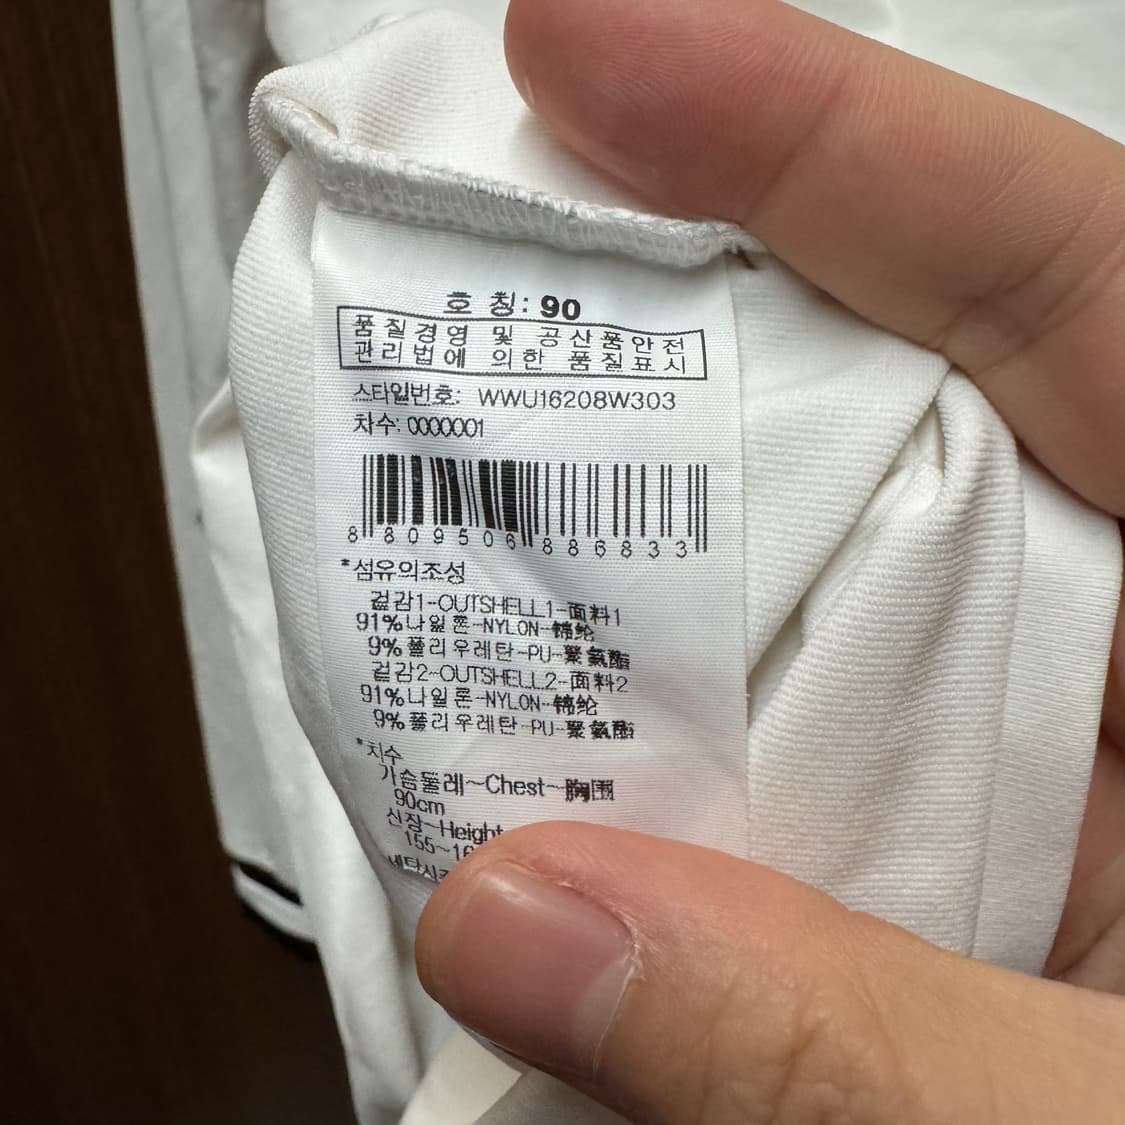 호 칭: 90
품질경영 및 공산품안전
관리법에 의한 품질표시
스타일번호: WWU16208W303
차수: 0000001
8 809506 886833
*섬유의조성
겉감1-OUTSHELL1-面料1
91%나일론-NYLON-锦纶
9%폴리우레탄-PU-聚氨酯
겉감2-OUTSHELL2-面料2
91%나일론-NYLON-锦纶
9%폴리우레탄-PU-聚氨酯
*치수
가슴둘레~Chest~胸围
90cm
신장~Height
155~16